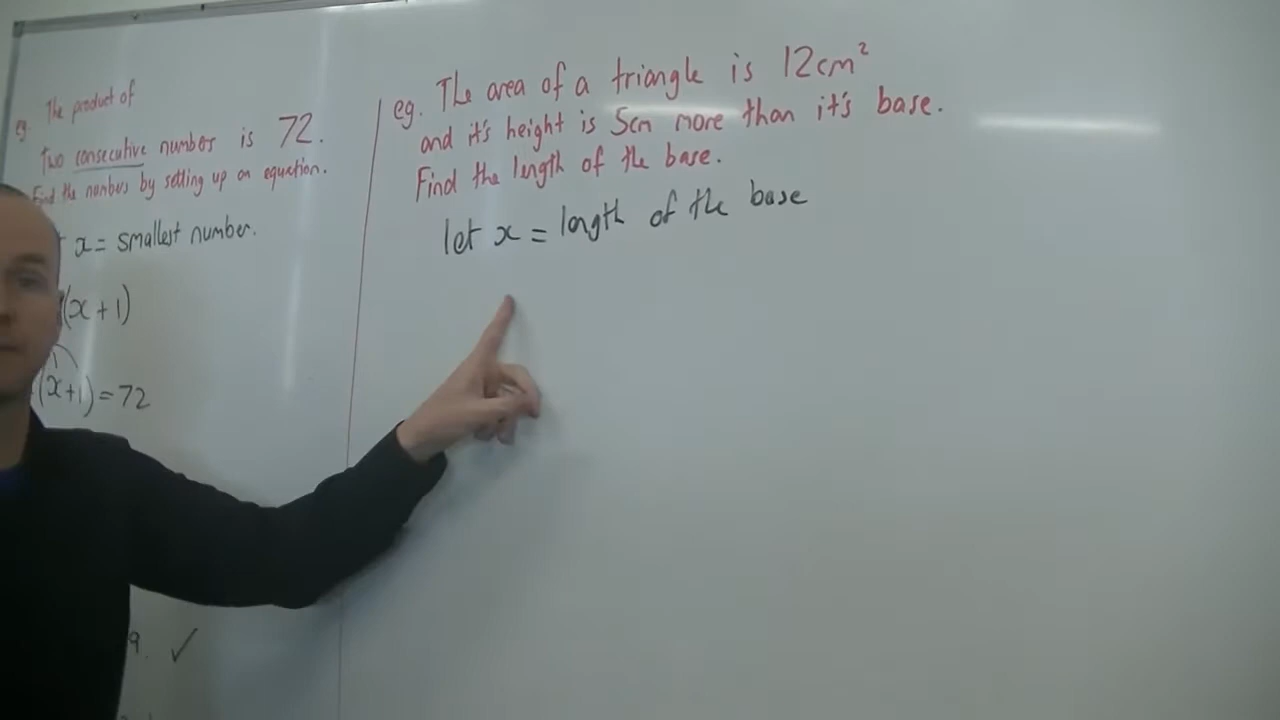 eg. The product of
Two consecutive numbers is 72.
Find the numbers by setting up an equation.
x = smallest number.
(x+1)
(x+1)=72
9. ✓
eg. The area of a triangle is 12cm²
and it's height is 5cm more than it's base.
Find the length of the base.
let x = length of the base